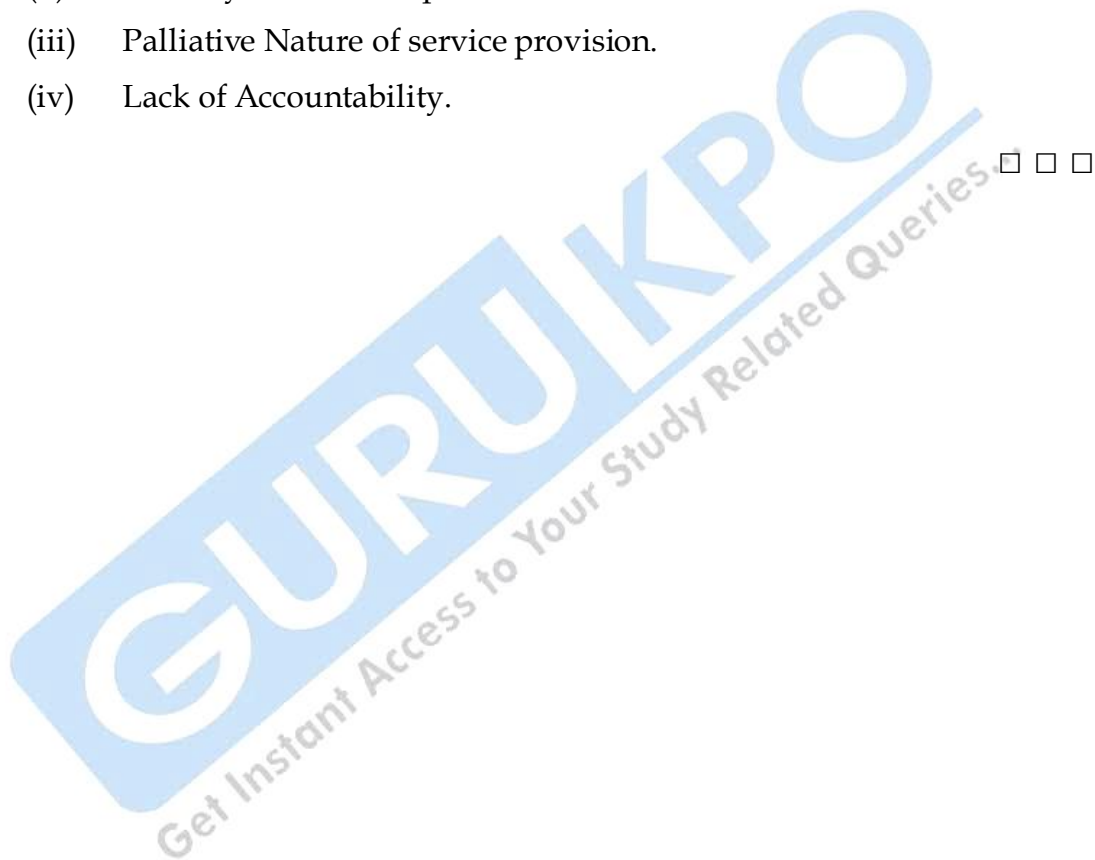 (iii) Palliative Nature of service provision.
(iv) Lack of Accountability.
□ □ □
GURUKPO
Get Instant Access to Your Study Related Queries...